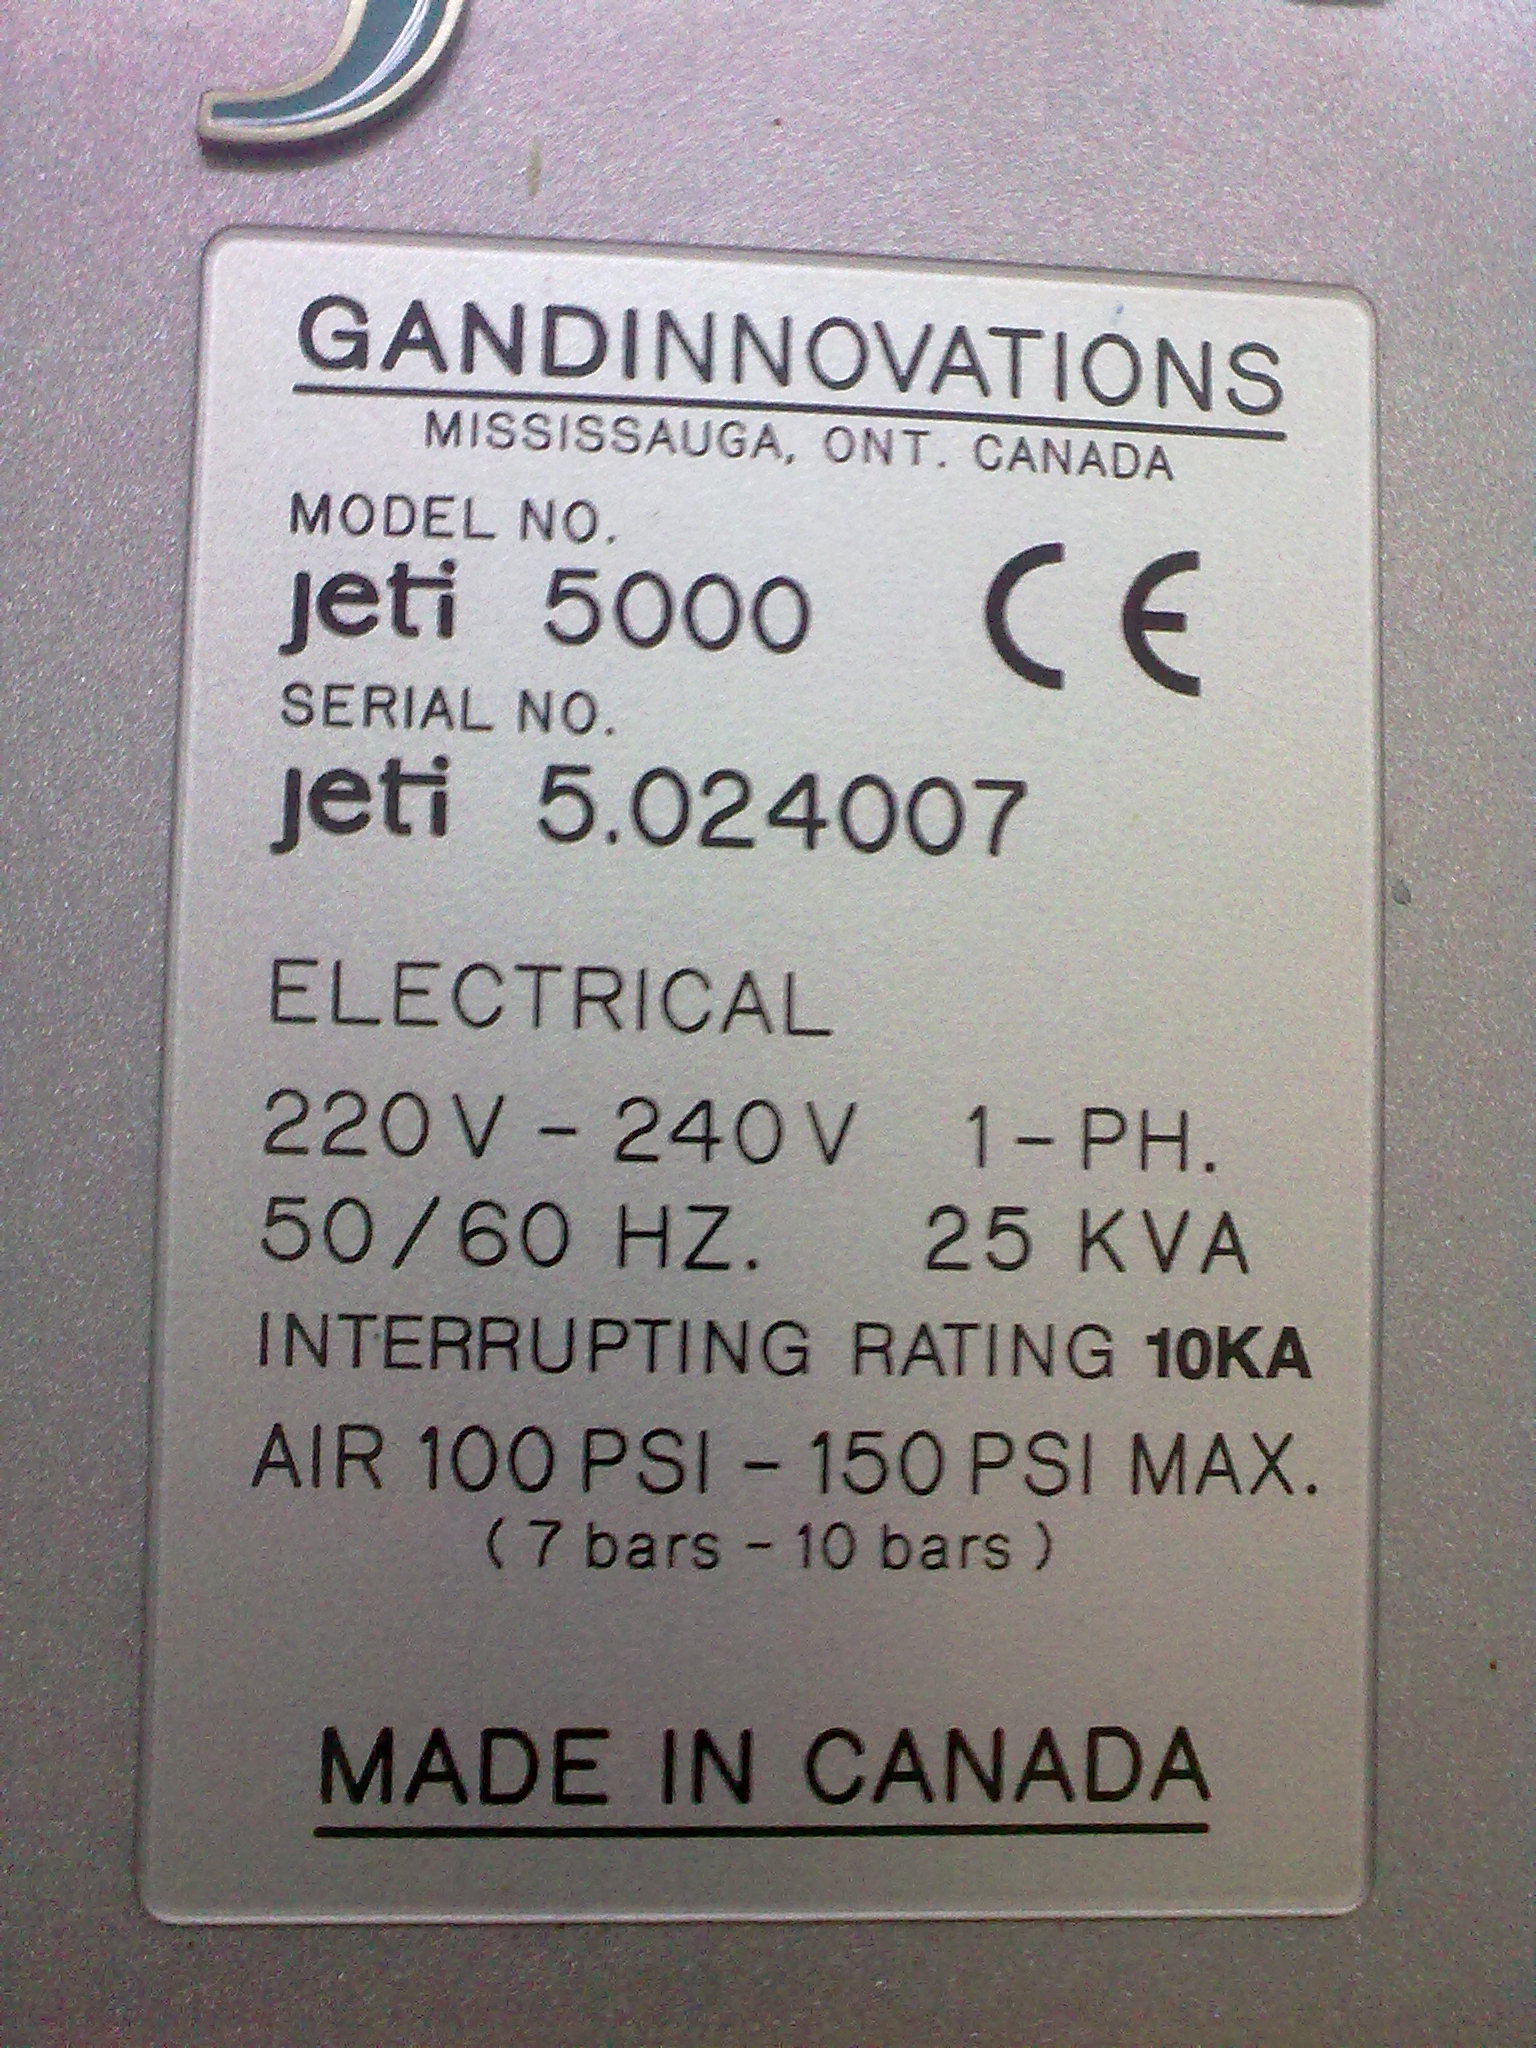 GANDINNOVATIONS
MISSISSAUGA, ONT. CANADA
MODEL NO.
jeti 5000 CE
SERIAL NO.
jeti 5.024007
ELECTRICAL
220V - 240V 1-PH.
50/60 HZ. 25 KVA
INTERRUPTING RATING 10KA
AIR 100 PSI - 150 PSI MAX.
(7 bars - 10 bars)
MADE IN CANADA